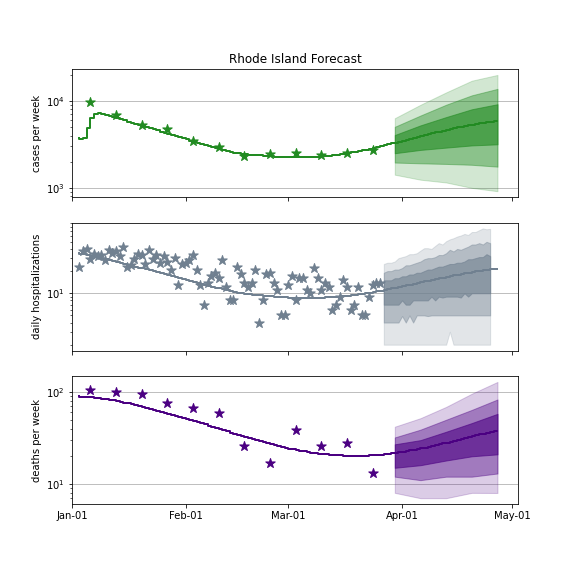 Rhode Island Forecast
cases per week
10⁴
10³
daily hospitalizations
10¹
deaths per week
10²
10¹
Jan-01 Feb-01 Mar-01 Apr-01 May-01